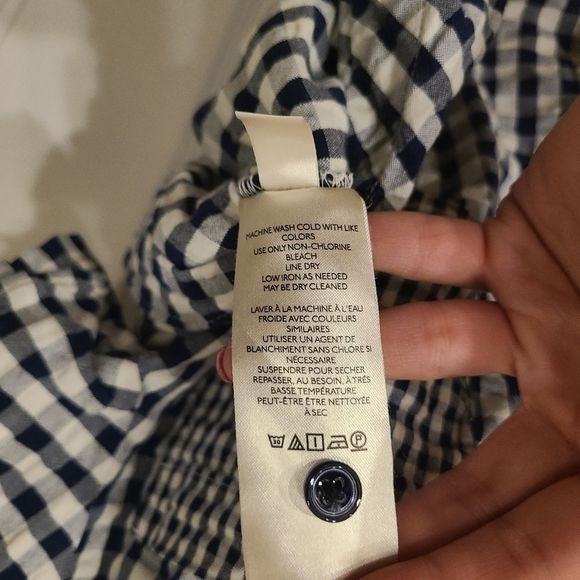 MACHINE WASH COLD WITH LIKE
COLORS
USE ONLY NON-CHLORINE
BLEACH
LINE DRY
LOW IRON AS NEEDED
MAY BE DRY CLEANED
LAVER À LA MACHINE À L'EAU
FROIDE AVEC COULEURS
SIMILAIRES
UTILISER UN AGENT DE
BLANCHIMENT SANS CHLORE SI
NÉCESSAIRE
SUSPENDRE POUR SECHER
REPASSER, AU BESOIN, À TRÉS
BASSE TEMPÉRATURE
PEUT-ÊTRE ÊTRE NETTOYÉE
À SEC
30 P